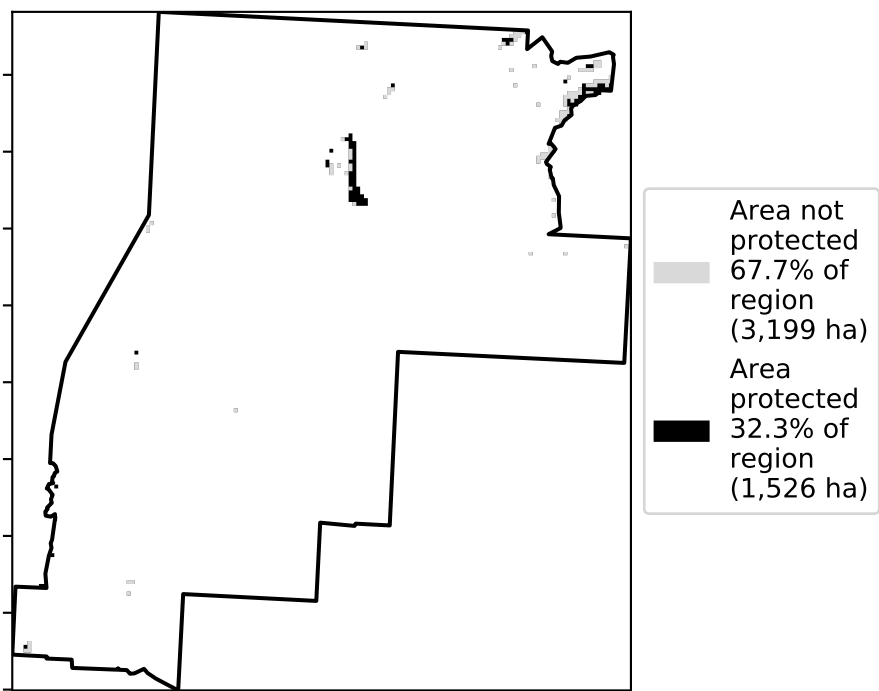 Area not
protected
67.7% of
region
(3,199 ha)
Area
protected
32.3% of
region
(1,526 ha)